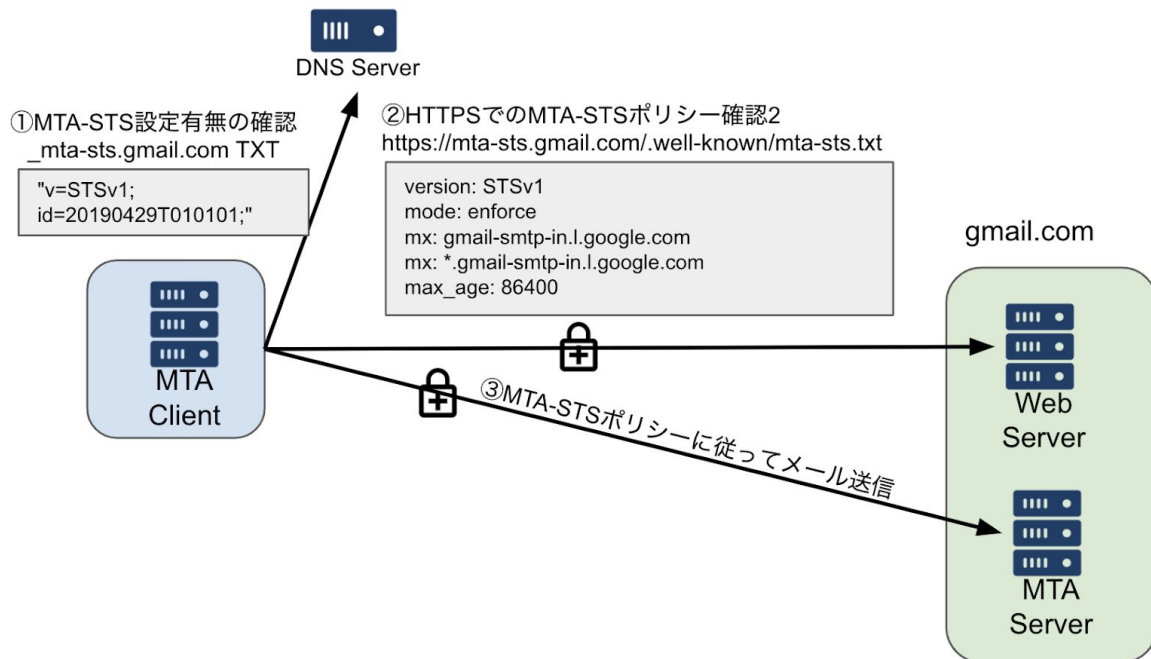 DNS Server
①MTA-STS設定有無の確認
_mta-sts.gmail.com TXT
"v=STSv1;
id=20190429T010101;"
②HTTPSでのMTA-STSポリシー確認2
https://mta-sts.gmail.com/.well-known/mta-sts.txt
version: STSv1
mode: enforce
mx: gmail-smtp-in.l.google.com
mx: *.gmail-smtp-in.l.google.com
max_age: 86400
gmail.com
MTA
Client
③MTA-STSポリシーに従ってメール送信
Web
Server
MTA
Server